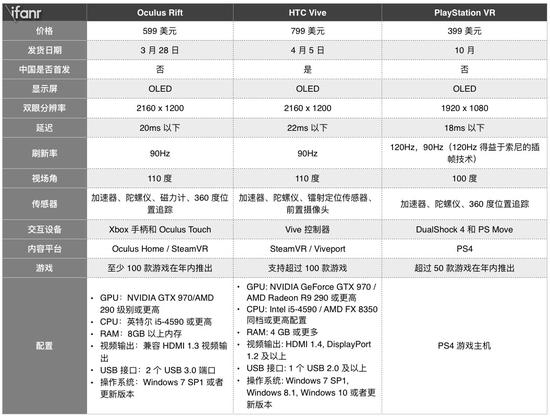 ifanr
Oculus Rift HTC Vive PlayStation VR
价格 599 美元 799 美元 399 美元
发货日期 3 月 28 日 4 月 5 日 10 月
中国是否首发 否 是 否
显示屏 OLED OLED OLED
双眼分辨率 2160 x 1200 2160 x 1200 1920 x 1080
延迟 20ms 以下 22ms 以下 18ms 以下
刷新率 90Hz 90Hz 120Hz，90Hz（120Hz 得益于索尼的插
帧技术）
视场角 110 度 110 度 100 度
传感器 加速器、陀螺仪、磁力计、360 度位
置追踪 加速器、陀螺仪、镭射定位传感器、
前置摄像头 加速器、陀螺仪、360 度位置追踪
交互设备 Xbox 手柄和 Oculus Touch Vive 控制器 DualShock 4 和 PS Move
内容平台 Oculus Home / SteamVR SteamVR / Viveport PS4
游戏 至少 100 款游戏在年内推出 支持超过 100 款游戏 超过 50 款游戏在年内推出
配置
• GPU：NVIDIA GTX 970/AMD
290 级别或更高
• CPU：英特尔 i5-4590 或更高
• RAM：8GB 以上内存
• 视频输出：兼容 HDMI 1.3 视频输
出
• USB 接口：2 个 USB 3.0 端口
• 操作系统：Windows 7 SP1 或者
更新版本
• GPU: NVIDIA GeForce GTX 970 /
AMD Radeon R9 290 或更高
• CPU: Intel i5-4590 / AMD FX 8350
同档或更高配置
• RAM: 4 GB 或更多
• 视频输出: HDMI 1.4, DisplayPort
1.2 或以上
• USB 接口: 1 个 USB 2.0 及以上
• 操作系统: Windows 7 SP1,
Windows 8.1, Windows 10 或者更
新版本
PS4 游戏主机